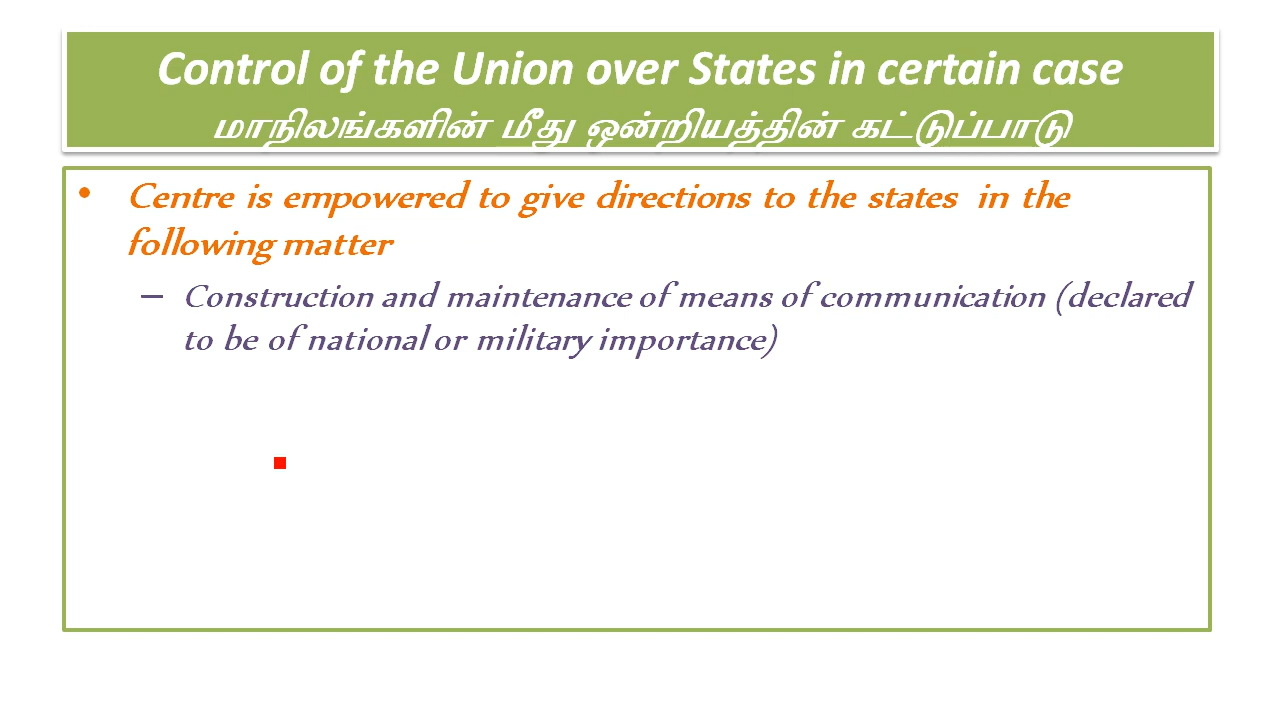 Control of the Union over States in certain case
மாநிலங்களின் மீது ஒன்றியத்தின் கட்டுப்பாடு
• Centre is empowered to give directions to the states in the
following matter
– Construction and maintenance of means of communication (declared
to be of national or military importance)